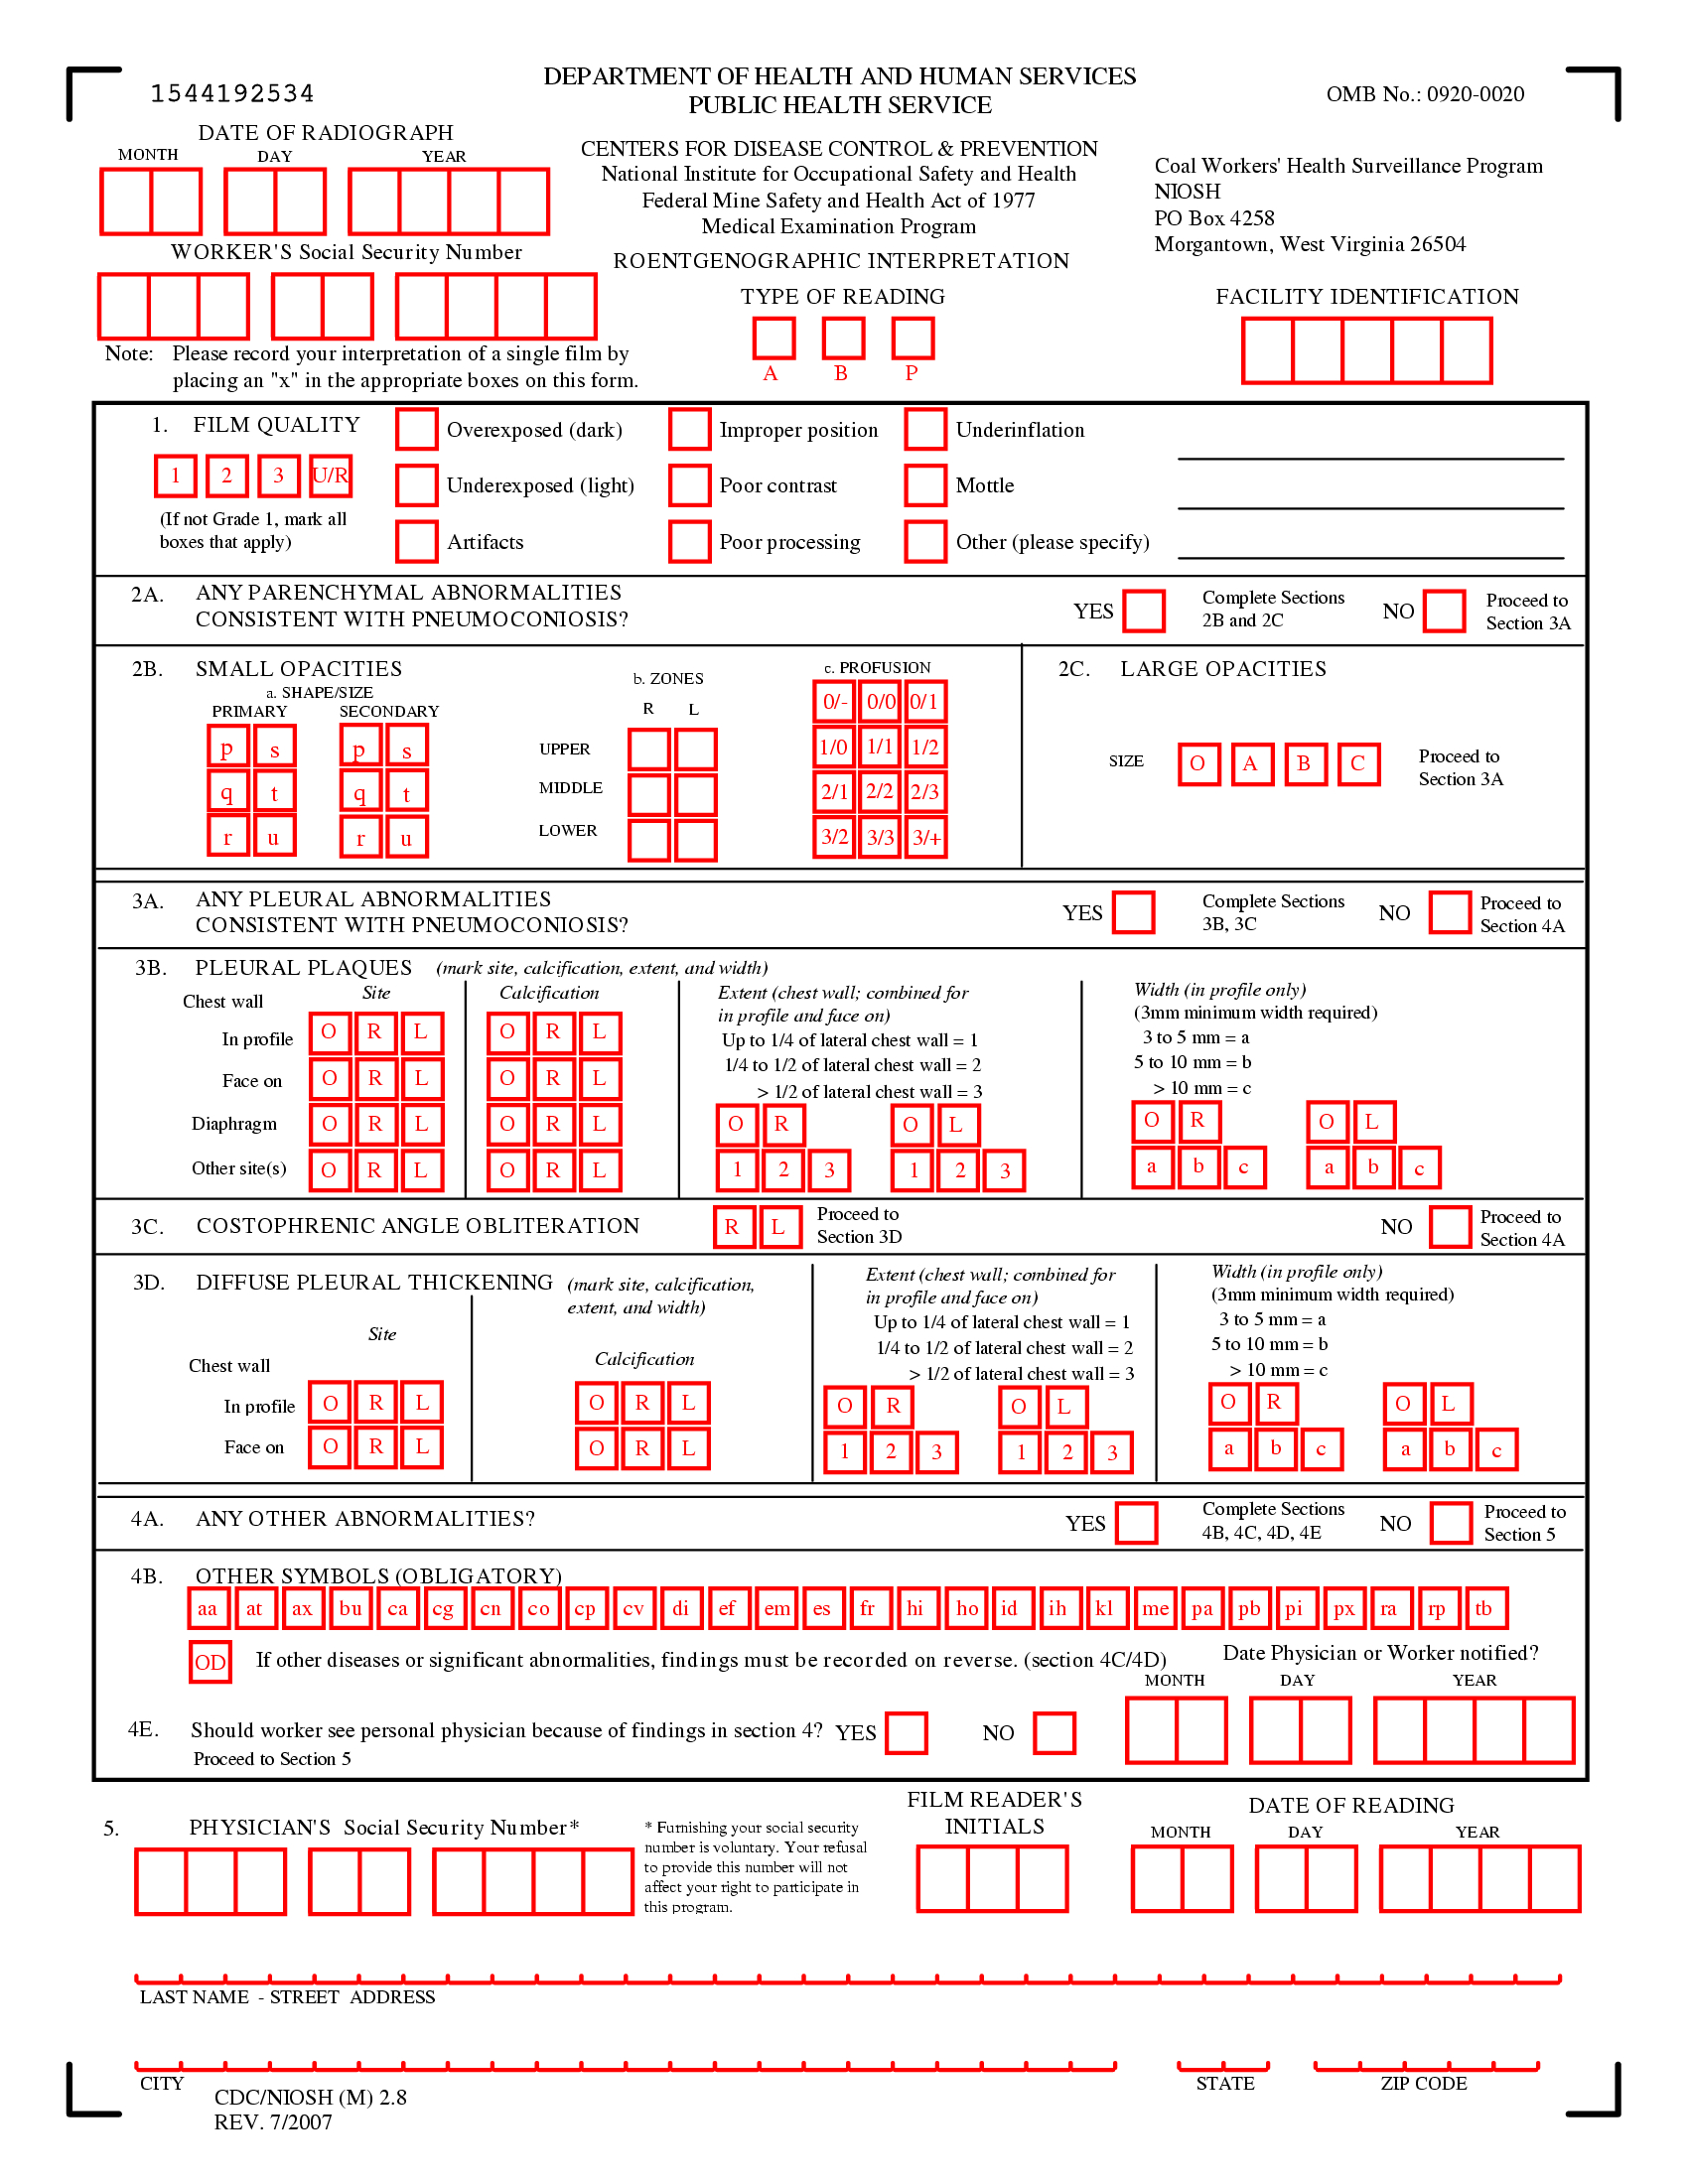 1544192534
DEPARTMENT OF HEALTH AND HUMAN SERVICES
PUBLIC HEALTH SERVICE
OMB No.: 0920-0020
DATE OF RADIOGRAPH
MONTH DAY YEAR
CENTERS FOR DISEASE CONTROL & PREVENTION
National Institute for Occupational Safety and Health
Federal Mine Safety and Health Act of 1977
Medical Examination Program
Coal Workers' Health Surveillance Program
NIOSH
PO Box 4258
Morgantown, West Virginia 26504
WORKER'S Social Security Number
ROENTGENOGRAPHIC INTERPRETATION
TYPE OF READING
A B P
FACILITY IDENTIFICATION
Note: Please record your interpretation of a single film by
placing an "x" in the appropriate boxes on this form.
1. FILM QUALITY
1 2 3 U/R
(If not Grade 1, mark all
boxes that apply)
Overexposed (dark) Improper position Underinflation
Underexposed (light) Poor contrast Mottle
Artifacts Poor processing Other (please specify)
2A. ANY PARENCHYMAL ABNORMALITIES
CONSISTENT WITH PNEUMOCONIOSIS?
YES Complete Sections
2B and 2C
NO Proceed to
Section 3A
2B. SMALL OPACITIES
a. SHAPE/SIZE
PRIMARY SECONDARY
p s p s
q t q t
r u r u
b. ZONES
R L
UPPER
MIDDLE
LOWER
c. PROFUSION
0/- 0/0 0/1
1/0 1/1 1/2
2/1 2/2 2/3
3/2 3/3 3/+
2C. LARGE OPACITIES
SIZE O A B C
Proceed to
Section 3A
3A. ANY PLEURAL ABNORMALITIES
CONSISTENT WITH PNEUMOCONIOSIS?
YES Complete Sections
3B, 3C
NO Proceed to
Section 4A
3B. PLEURAL PLAQUES (mark site, calcification, extent, and width)
Chest wall Site Calcification
In profile O R L O R L
Face on O R L O R L
Diaphragm O R L O R L
Other site(s) O R L O R L
Extent (chest wall; combined for
in profile and face on)
Up to 1/4 of lateral chest wall = 1
1/4 to 1/2 of lateral chest wall = 2
> 1/2 of lateral chest wall = 3
O R O L
1 2 3 1 2 3
Width (in profile only)
(3mm minimum width required)
3 to 5 mm = a
5 to 10 mm = b
> 10 mm = c
O R O L
a b c a b c
3C. COSTOPHRENIC ANGLE OBLITERATION
R L Proceed to
Section 3D
NO Proceed to
Section 4A
3D. DIFFUSE PLEURAL THICKENING (mark site, calcification,
extent, and width)
Site
Chest wall Calcification
In profile O R L O R L
Face on O R L O R L
Extent (chest wall; combined for
in profile and face on)
Up to 1/4 of lateral chest wall = 1
1/4 to 1/2 of lateral chest wall = 2
> 1/2 of lateral chest wall = 3
O R O L
1 2 3 1 2 3
Width (in profile only)
(3mm minimum width required)
3 to 5 mm = a
5 to 10 mm = b
> 10 mm = c
O R O L
a b c a b c
4A. ANY OTHER ABNORMALITIES?
YES Complete Sections
4B, 4C, 4D, 4E
NO Proceed to
Section 5
4B. OTHER SYMBOLS (OBLIGATORY)
aa at ax bu ca cg cn co cp cv di ef em es fr hi ho id ih kl me pa pb pi px ra rp tb
OD If other diseases or significant abnormalities, findings must be recorded on reverse. (section 4C/4D)
Date Physician or Worker notified?
MONTH DAY YEAR
4E. Should worker see personal physician because of findings in section 4? YES NO
Proceed to Section 5
5. PHYSICIAN'S Social Security Number*
* Furnishing your social security
number is voluntary. Your refusal
to provide this number will not
affect your right to participate in
this program.
FILM READER'S
INITIALS
DATE OF READING
MONTH DAY YEAR
LAST NAME - STREET ADDRESS
CITY STATE ZIP CODE
CDC/NIOSH (M) 2.8
REV. 7/2007